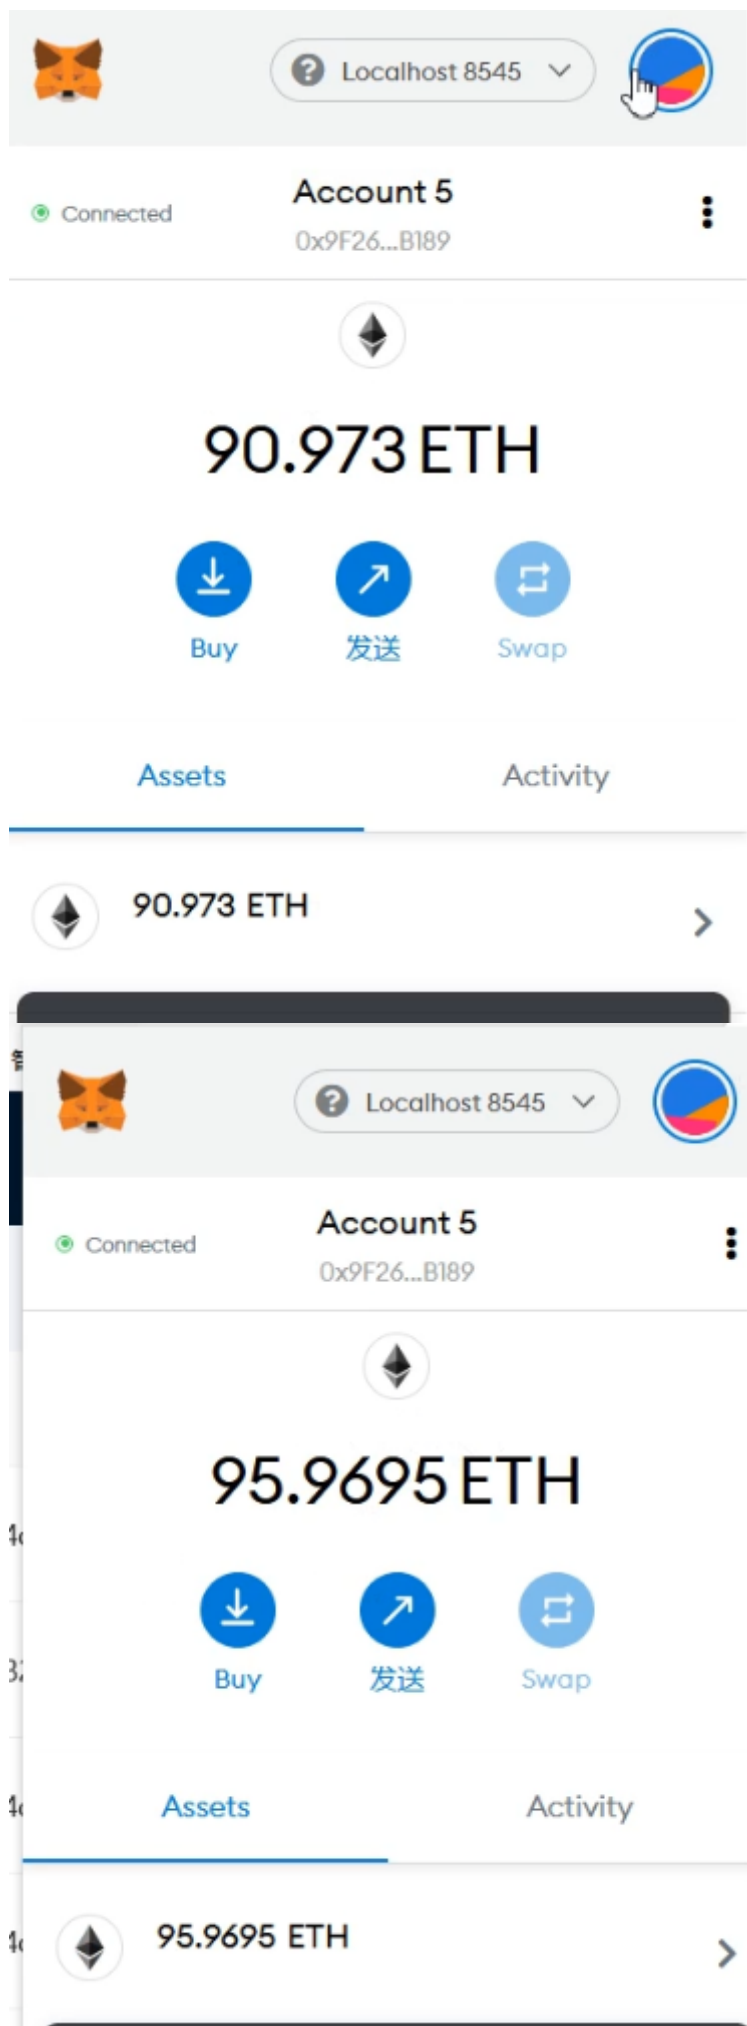 Localhost 8545
Account 5
Connected
0x9F26...B189
90.973 ETH
Buy 发送 Swap
Assets Activity
90.973 ETH
Localhost 8545
Account 5
Connected
0x9F26...B189
95.9695 ETH
Buy 发送 Swap
Assets Activity
95.9695 ETH